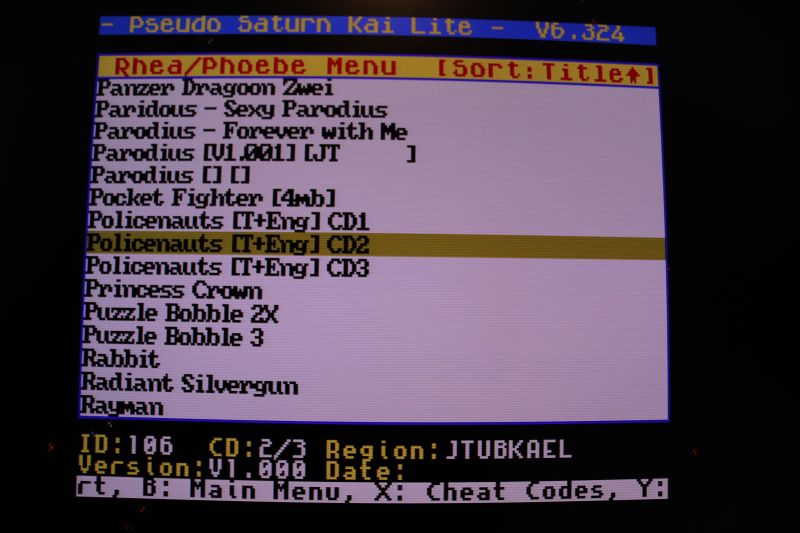 - Pseudo Saturn Kai Lite - V6.324
Rhea/Phoebe Menu [Sort:Title↑]
Panzer Dragoon Zwei
Paridous - Sexy Parodius
Parodius - Forever with Me
Parodius [V1.001] [JT ]
Parodius [] []
Pocket Fighter [4mb]
Policenauts [T+Eng] CD1
Policenauts [T+Eng] CD2
Policenauts [T+Eng] CD3
Princess Crown
Puzzle Bobble 2X
Puzzle Bobble 3
Rabbit
Radiant Silvergun
Rayman
ID:106 CD:2/3 Region:JTUBKAEL
Version:V1.000 Date:
rt, B: Main Menu, X: Cheat Codes, Y: